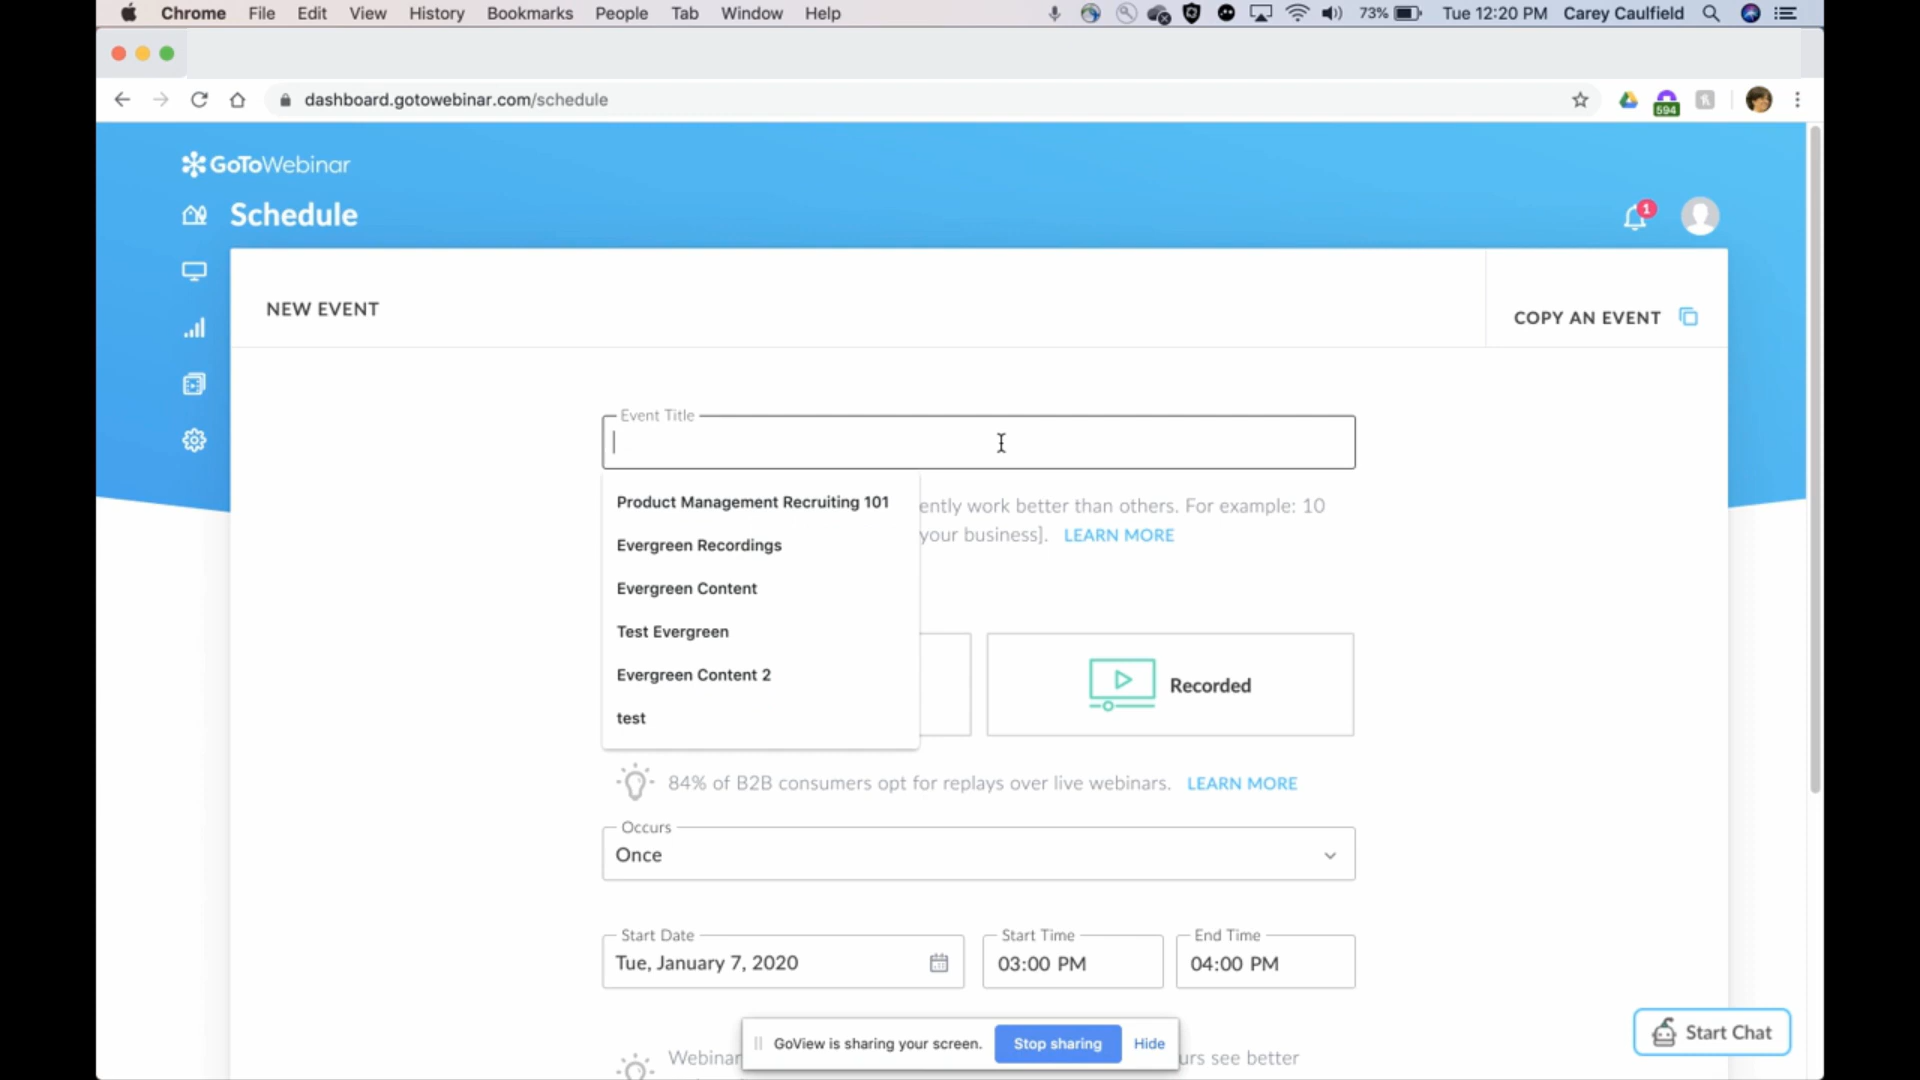 Chrome File Edit View History Bookmarks People Tab Window Help 73% Tue 12:20 PM Carey Caulfield
dashboard.gotowebinar.com/schedule
594
GoToWebinar
Schedule
1
NEW EVENT
COPY AN EVENT
Event Title
Product Management Recruiting 101
ently work better than others. For example: 10
your business]. LEARN MORE
Evergreen Recordings
Evergreen Content
Test Evergreen
Evergreen Content 2
test
Recorded
84% of B2B consumers opt for replays over live webinars. LEARN MORE
Occurs
Once
Start Date
Tue, January 7, 2020
Start Time
03:00 PM
End Time
04:00 PM
GoView is sharing your screen. Stop sharing Hide
Webinar
urs see better
Start Chat